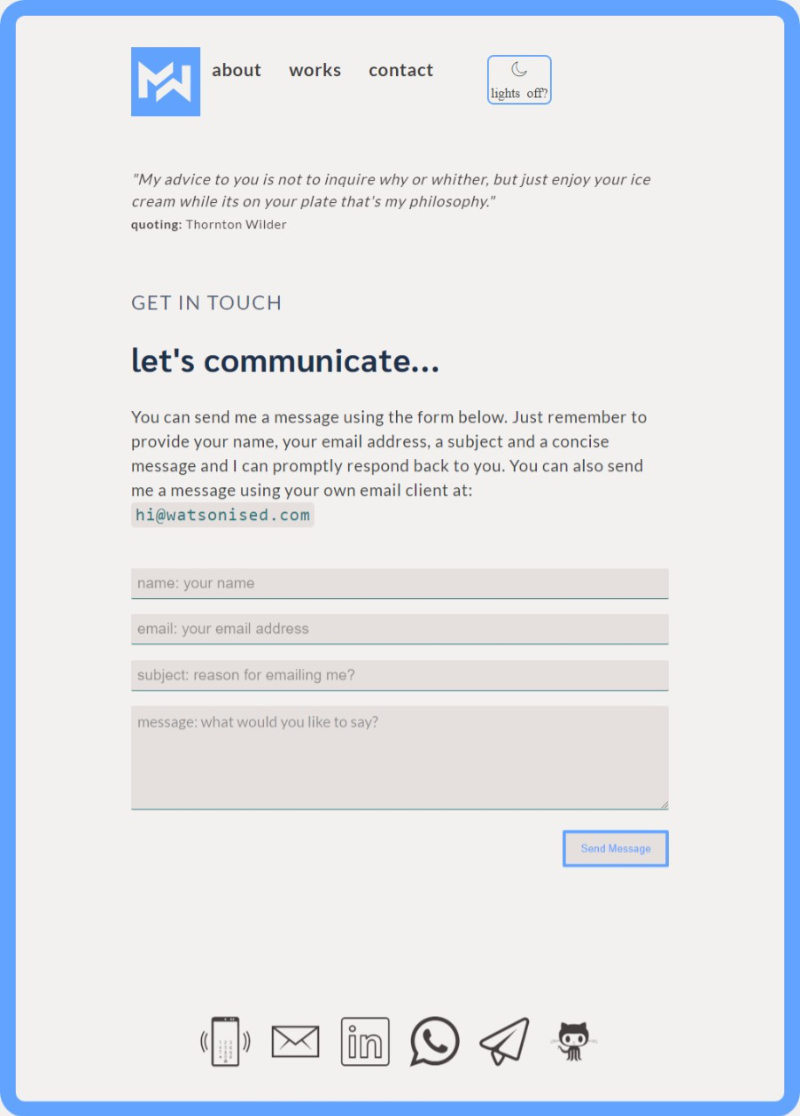 about works contact
lights off?
"My advice to you is not to inquire why or whither, but just enjoy your ice
cream while its on your plate that's my philosophy."
quoting: Thornton Wilder
GET IN TOUCH
let's communicate...
You can send me a message using the form below. Just remember to
provide your name, your email address, a subject and a concise
message and I can promptly respond back to you. You can also send
me a message using your own email client at:
hi@watsonised.com
name: your name
email: your email address
subject: reason for emailing me?
message: what would you like to say?
Send Message
in